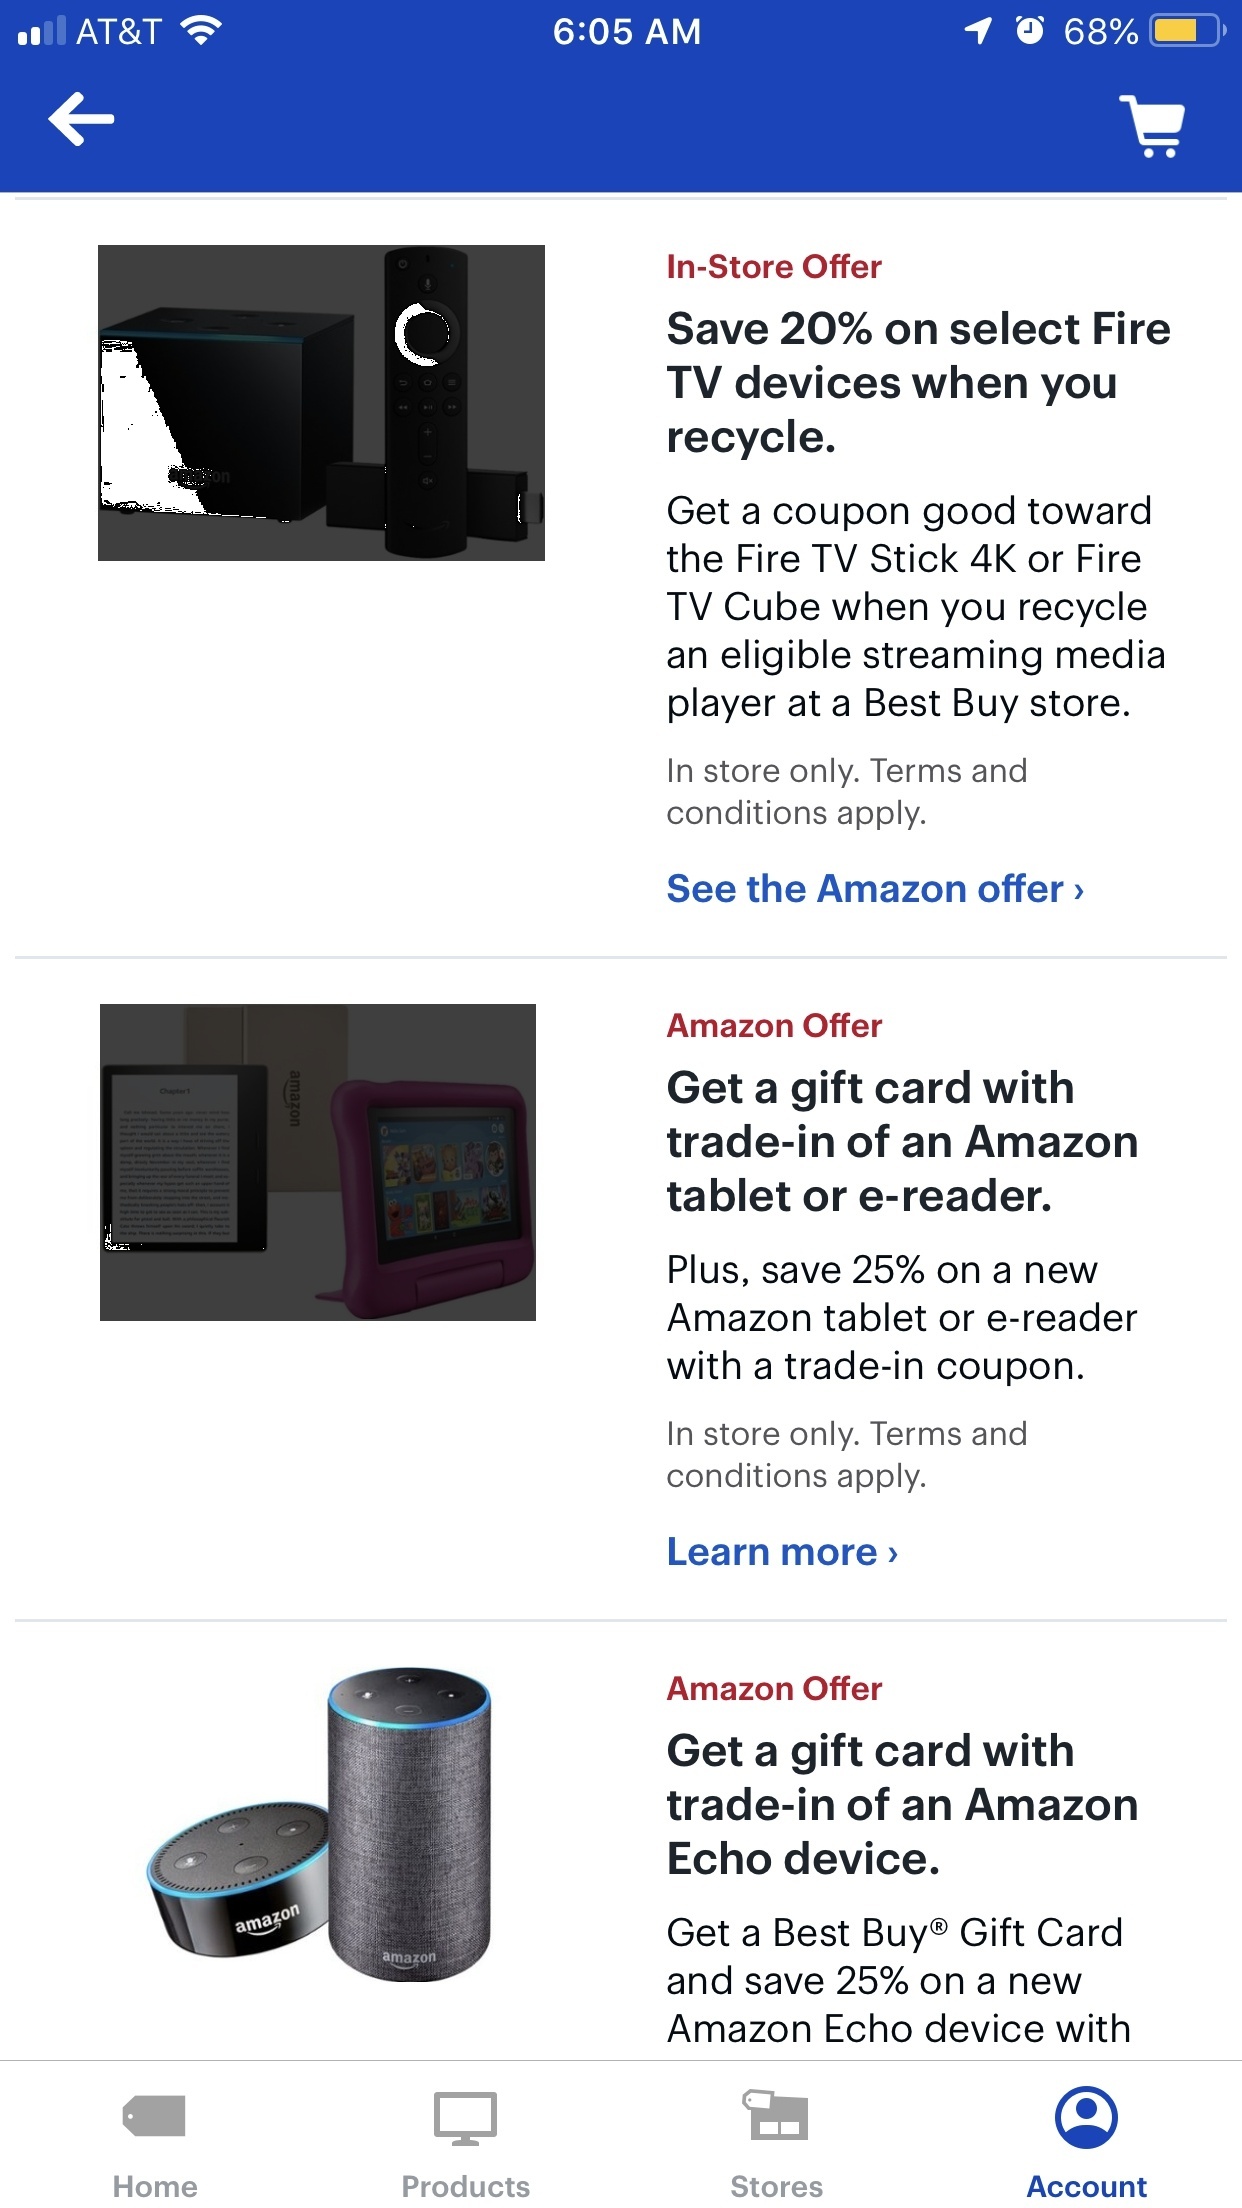 AT&T 6:05 AM 68%
In-Store Offer
Save 20% on select Fire
TV devices when you
recycle.
Get a coupon good toward
the Fire TV Stick 4K or Fire
TV Cube when you recycle
an eligible streaming media
player at a Best Buy store.
In store only. Terms and
conditions apply.
See the Amazon offer ›
Chapter 1
amazon
Amazon Offer
Get a gift card with
trade-in of an Amazon
tablet or e-reader.
Plus, save 25% on a new
Amazon tablet or e-reader
with a trade-in coupon.
In store only. Terms and
conditions apply.
Learn more ›
amazon
amazon
Amazon Offer
Get a gift card with
trade-in of an Amazon
Echo device.
Get a Best Buy® Gift Card
and save 25% on a new
Amazon Echo device with
Home Products Stores Account